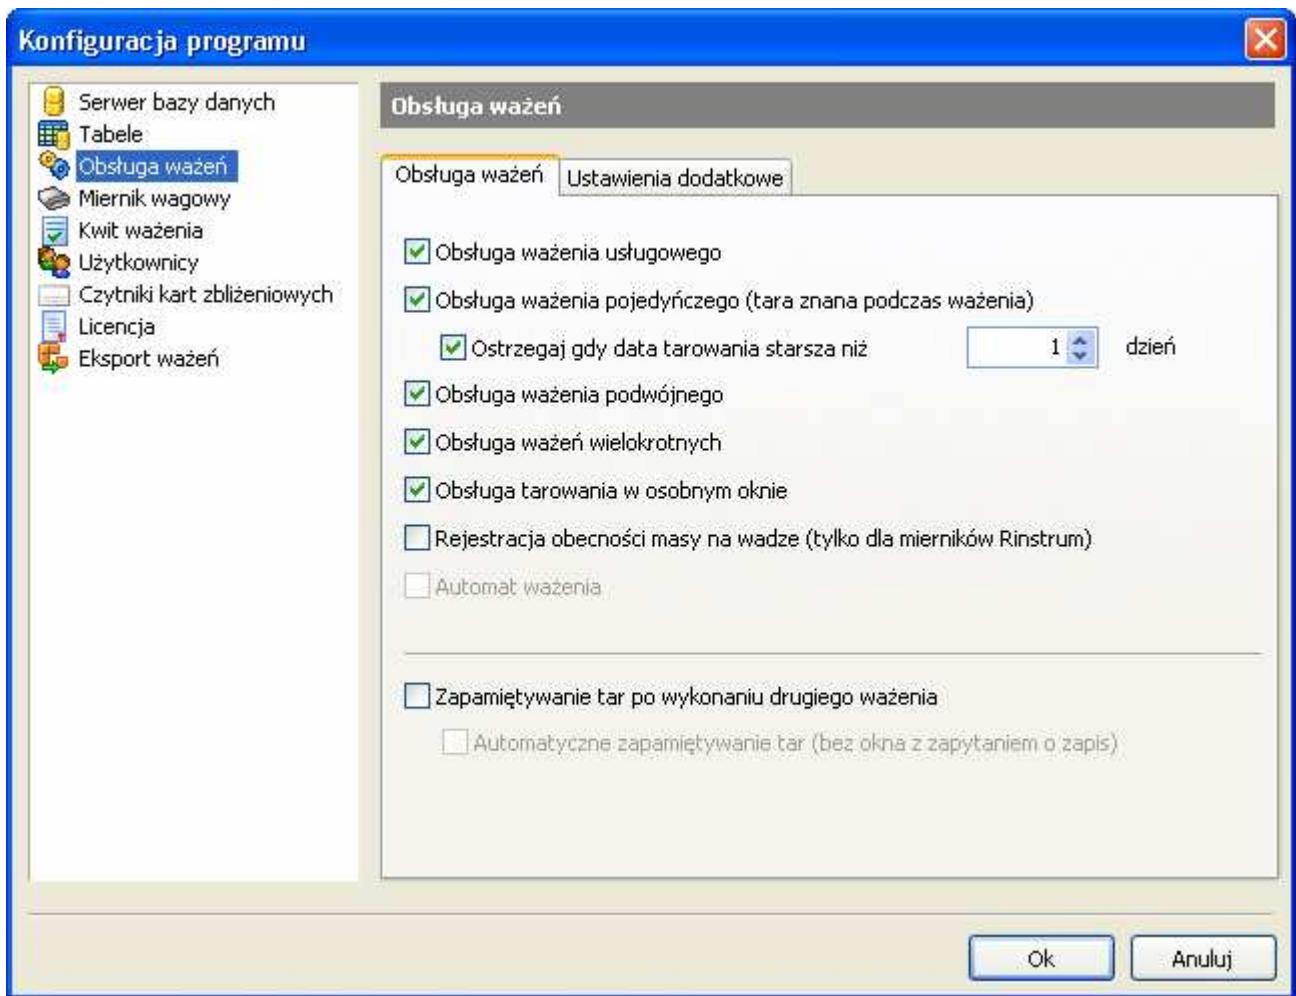 Konfiguracja programu
Serwer bazy danych
Tabele
Obsługa ważeń
Miernik wagowy
Kwit ważenia
Użytkownicy
Czytniki kart zbliżeniowych
Licencja
Eksport ważeń
Obsługa ważeń
Obsługa ważeń Ustawienia dodatkowe
Obsługa ważenia usługowego
Obsługa ważenia pojedyńczego (tara znana podczas ważenia)
Ostrzegaj gdy data tarowania starsza niż 1 dzień
Obsługa ważenia podwójnego
Obsługa ważeń wielokrotnych
Obsługa tarowania w osobnym oknie
Rejestracja obecności masy na wadze (tylko dla mierników Rinstrum)
Automat ważenia
Zapamiętywanie tar po wykonaniu drugiego ważenia
Automatyczne zapamiętywanie tar (bez okna z zapytaniem o zapis)
Ok Anuluj